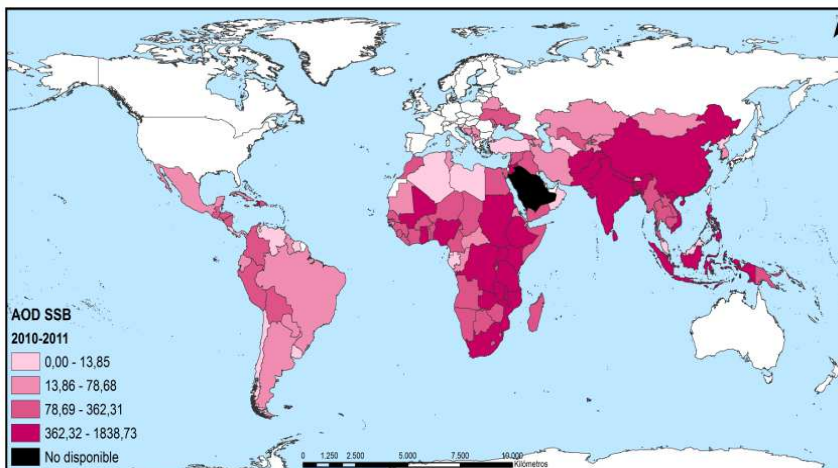 AOD SSB
2010-2011
0,00 - 13,85
13,86 - 78,68
78,69 - 362,31
362,32 - 1838,73
No disponible
0 1.250 2.500 5.000 7.500 10.000
Kilómetros